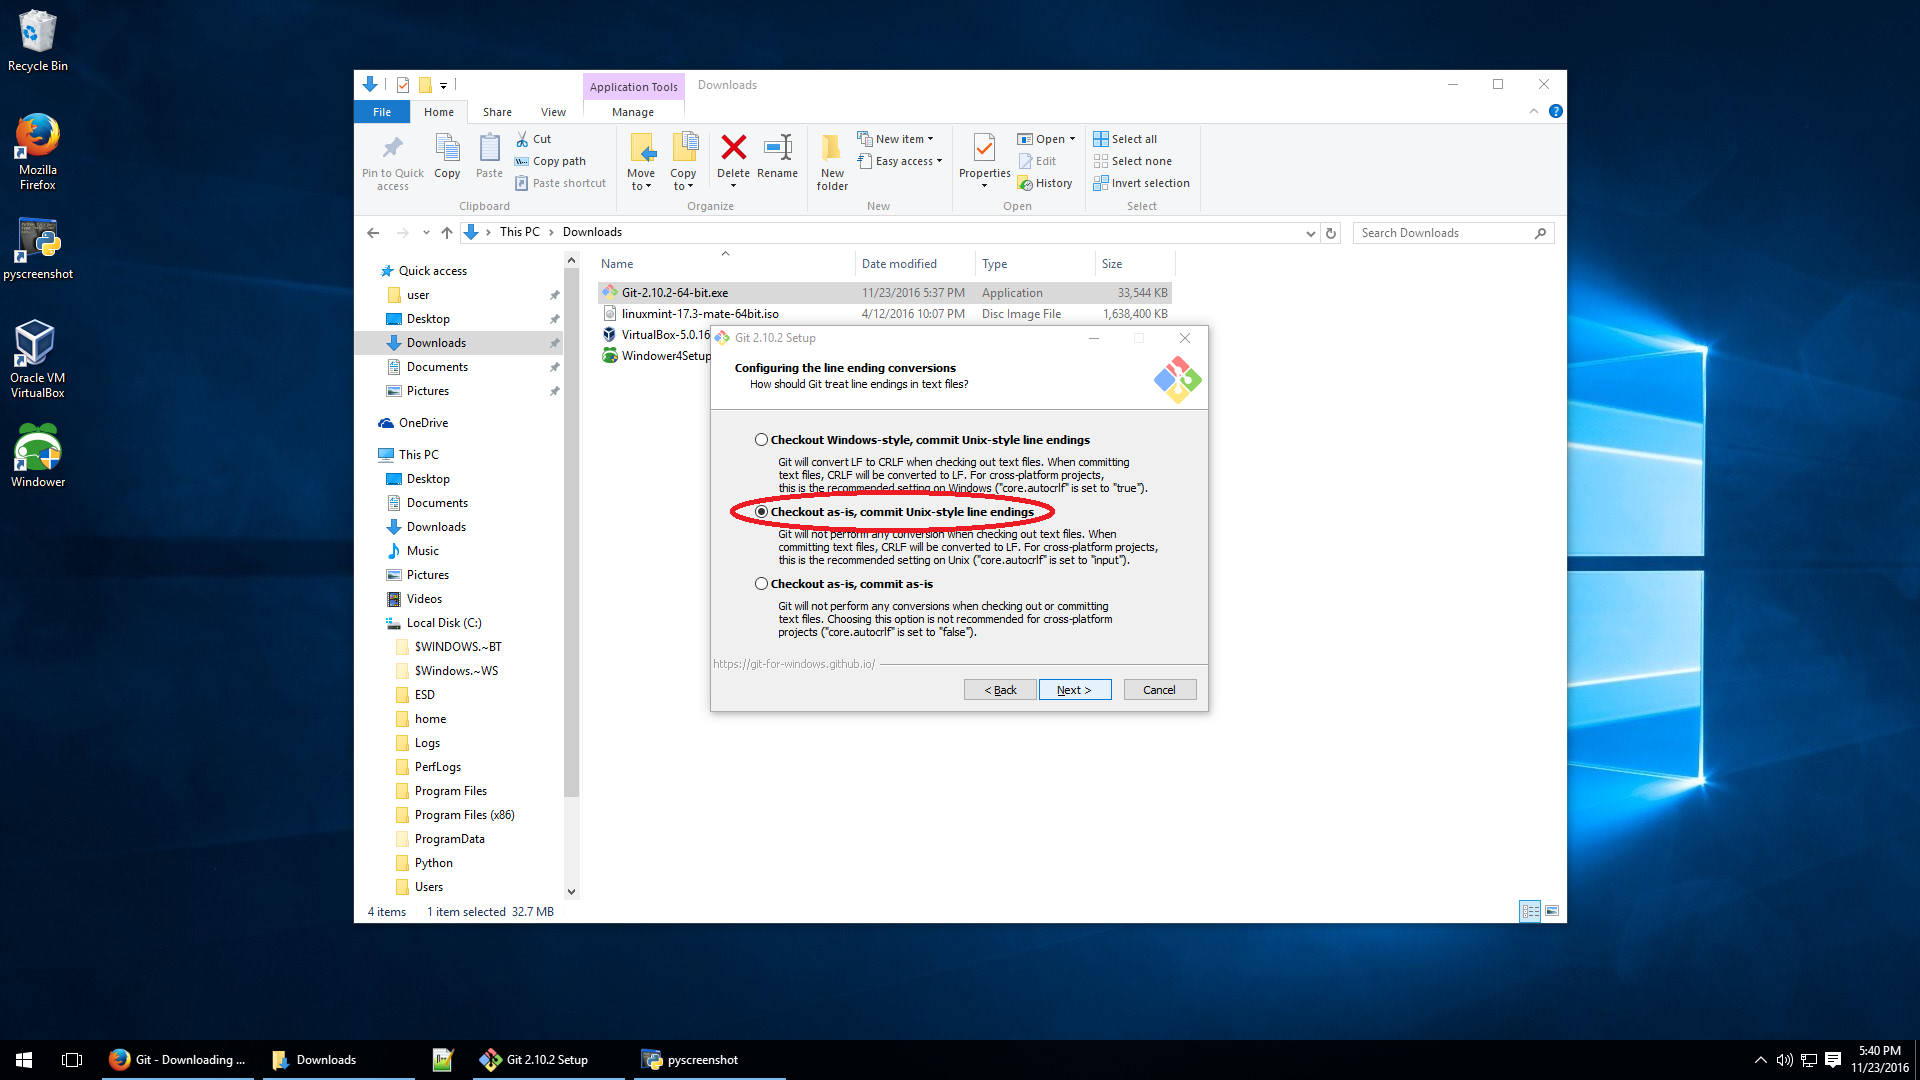 Recycle Bin
Mozilla
Firefox
pyscreenshot
Oracle VM
VirtualBox
Windower
Application Tools
Downloads
File
Home
Share
View
Manage
Pin to Quick
access
Copy
Paste
Cut
Copy path
Paste shortcut
Clipboard
Move
to
Copy
to
Delete
Rename
Organize
New
folder
New item
Easy access
New
Properties
Open
Edit
History
Open
Select all
Select none
Invert selection
Select
This PC > Downloads
Search Downloads
Quick access
user
Desktop
Downloads
Documents
Pictures
OneDrive
This PC
Desktop
Documents
Downloads
Music
Pictures
Videos
Local Disk (C:)
$WINDOWS.~BT
$Windows.~WS
ESD
home
Logs
PerfLogs
Program Files
Program Files (x86)
ProgramData
Python
Users
Name Date modified Type Size
Git-2.10.2-64-bit.exe 11/23/2016 5:37 PM Application 33,544 KB
linuxmint-17.3-mate-64bit.iso 4/12/2016 10:07 PM Disc Image File 1,638,400 KB
VirtualBox-5.0.16
Windower4Setup
Git 2.10.2 Setup
Configuring the line ending conversions
How should Git treat line endings in text files?
Checkout Windows-style, commit Unix-style line endings
Git will convert LF to CRLF when checking out text files. When committing
text files, CRLF will be converted to LF. For cross-platform projects,
this is the recommended setting on Windows ("core.autocrlf" is set to "true").
Checkout as-is, commit Unix-style line endings
Git will not perform any conversion when checking out text files. When
committing text files, CRLF will be converted to LF. For cross-platform projects,
this is the recommended setting on Unix ("core.autocrlf" is set to "input").
Checkout as-is, commit as-is
Git will not perform any conversions when checking out or committing
text files. Choosing this option is not recommended for cross-platform
projects ("core.autocrlf" is set to "false").
https://git-for-windows.github.io/
< Back
Next >
Cancel
4 items
1 item selected 32.7 MB
Git - Downloading ...
Downloads
Git 2.10.2 Setup
pyscreenshot
5:40 PM
11/23/2016